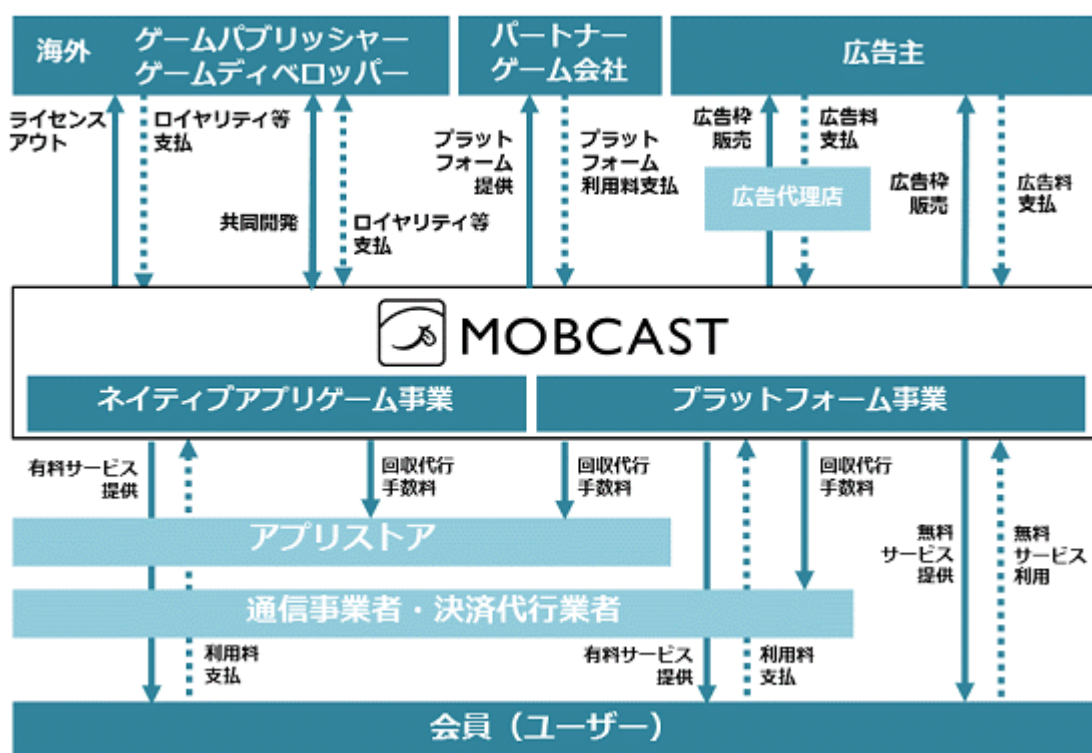 海外
ゲームパブリッシャー
ゲームディベロッパー
パートナー
ゲーム会社
広告主
ライセンス
アウト
ロイヤリティ等
支払
共同開発
ロイヤリティ等
支払
プラット
フォーム
提供
プラット
フォーム
利用料支払
広告枠
販売
広告料
支払
広告代理店
広告枠
販売
広告料
支払
MOBCAST
ネイティブアプリゲーム事業
プラットフォーム事業
有料サービス
提供
回収代行
手数料
回収代行
手数料
回収代行
手数料
アプリストア
無料
サービス
提供
無料
サービス
利用
通信事業者・決済代行業者
利用料
支払
有料サービス
提供
利用料
支払
会員（ユーザー）